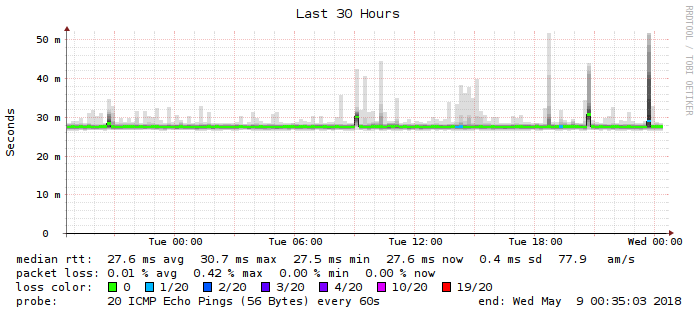 Last 30 Hours
RRDTOOL / TOBI OETIKER
Seconds
50 m
40 m
30 m
20 m
10 m
0
Tue 00:00 Tue 06:00 Tue 12:00 Tue 18:00 Wed 00:00
median rtt: 27.6 ms avg 30.7 ms max 27.5 ms min 27.6 ms now 0.4 ms sd 77.9 am/s
packet loss: 0.01 % avg 0.42 % max 0.00 % min 0.00 % now
loss color: 0 1/20 2/20 3/20 4/20 10/20 19/20
probe: 20 ICMP Echo Pings (56 Bytes) every 60s end: Wed May 9 00:35:03 2018